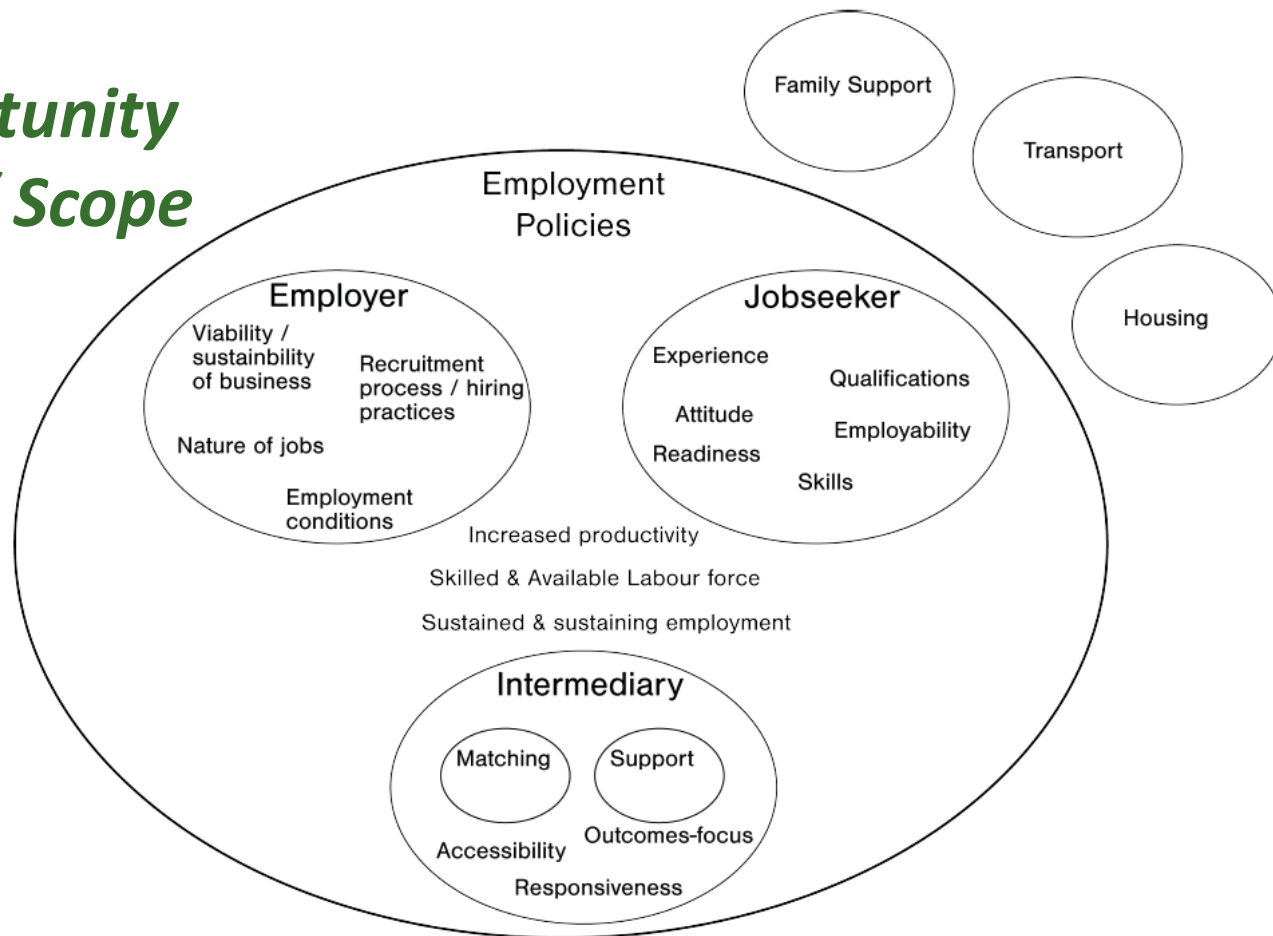 tunity
Scope
Family Support
Transport
Housing
Employment
Policies
Employer
Viability /
sustainbility
of business
Recruitment
process / hiring
practices
Nature of jobs
Employment
conditions
Jobseeker
Experience
Qualifications
Attitude
Employability
Readiness
Skills
Increased productivity
Skilled & Available Labour force
Sustained & sustaining employment
Intermediary
Matching
Support
Outcomes-focus
Accessibility
Responsiveness